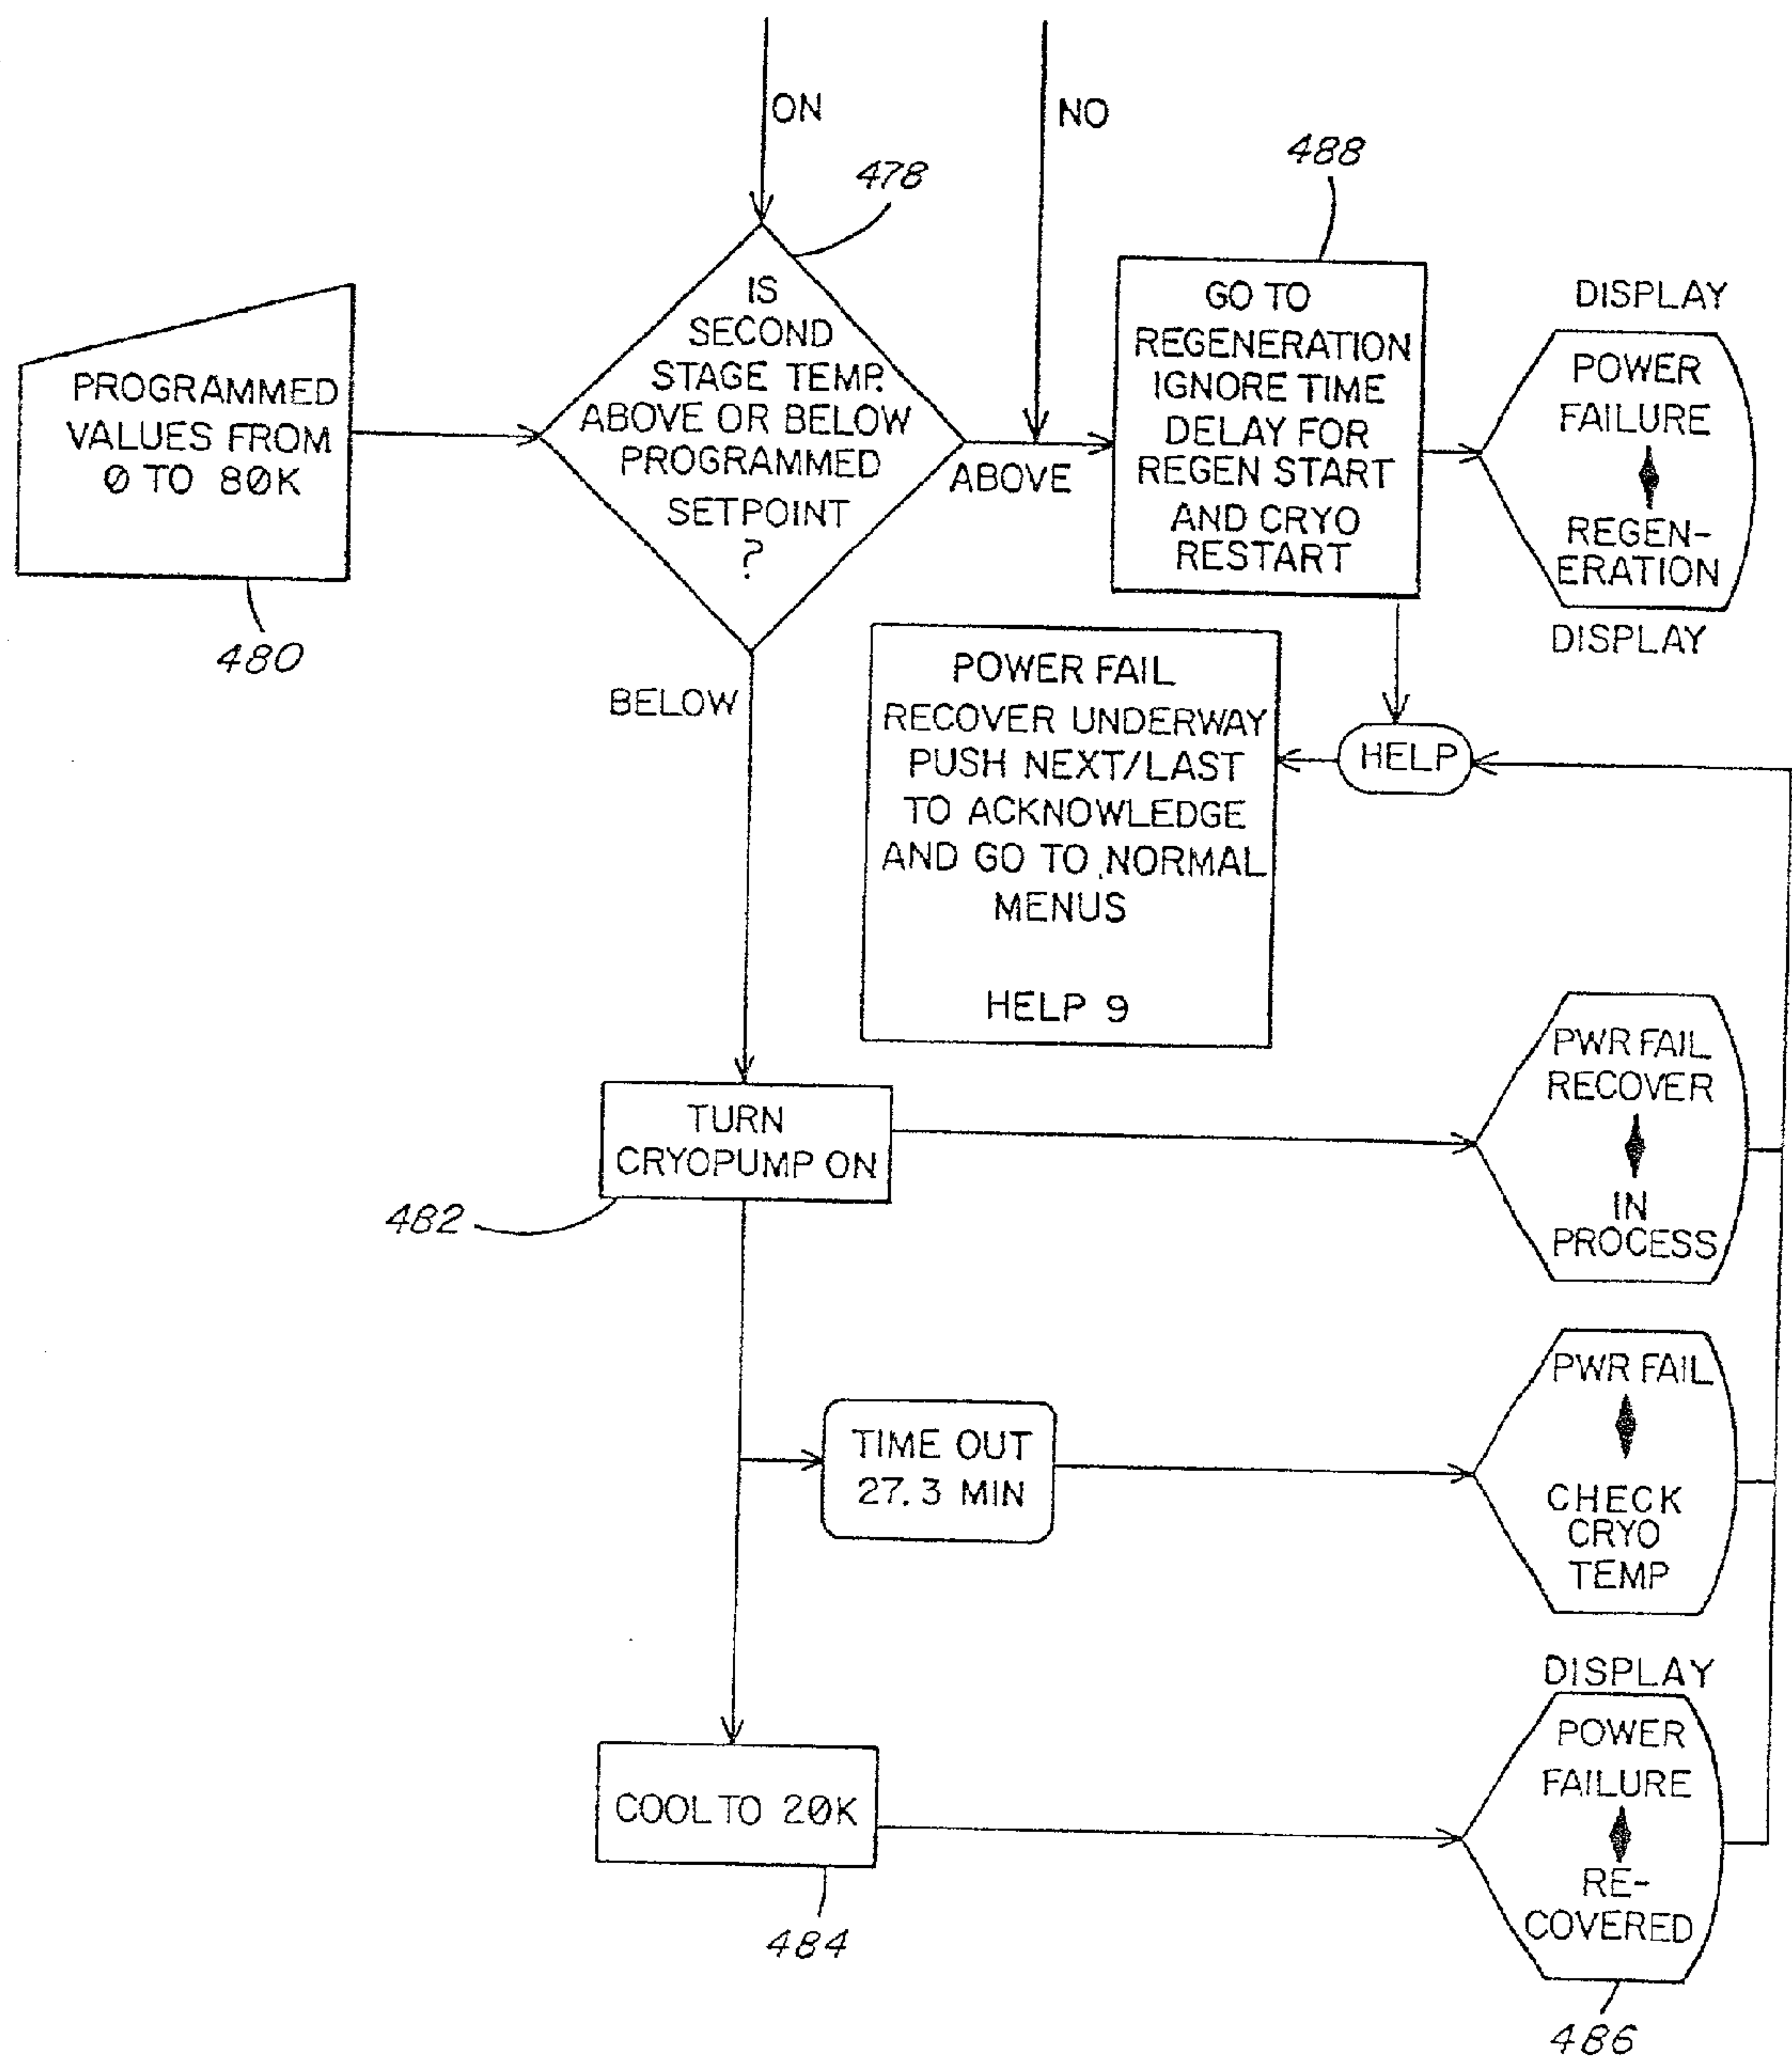 ON
NO
478
488
IS
SECOND
STAGE TEMP.
ABOVE OR BELOW
PROGRAMMED
SETPOINT
?
PROGRAMMED
VALUES FROM
0 TO 80K
480
ABOVE
BELOW
GO TO
REGENERATION
IGNORE TIME
DELAY FOR
REGEN START
AND CRYO
RESTART
DISPLAY
POWER
FAILURE
REGEN-
ERATION
DISPLAY
HELP
POWER FAIL
RECOVER UNDERWAY
PUSH NEXT/LAST
TO ACKNOWLEDGE
AND GO TO NORMAL
MENUS
HELP 9
TURN
CRYOPUMP ON
482
PWR FAIL
RECOVER
IN
PROCESS
TIME OUT
27.3 MIN
PWR FAIL
CHECK
CRYO
TEMP
COOL TO 20K
484
DISPLAY
POWER
FAILURE
RE-
COVERED
486